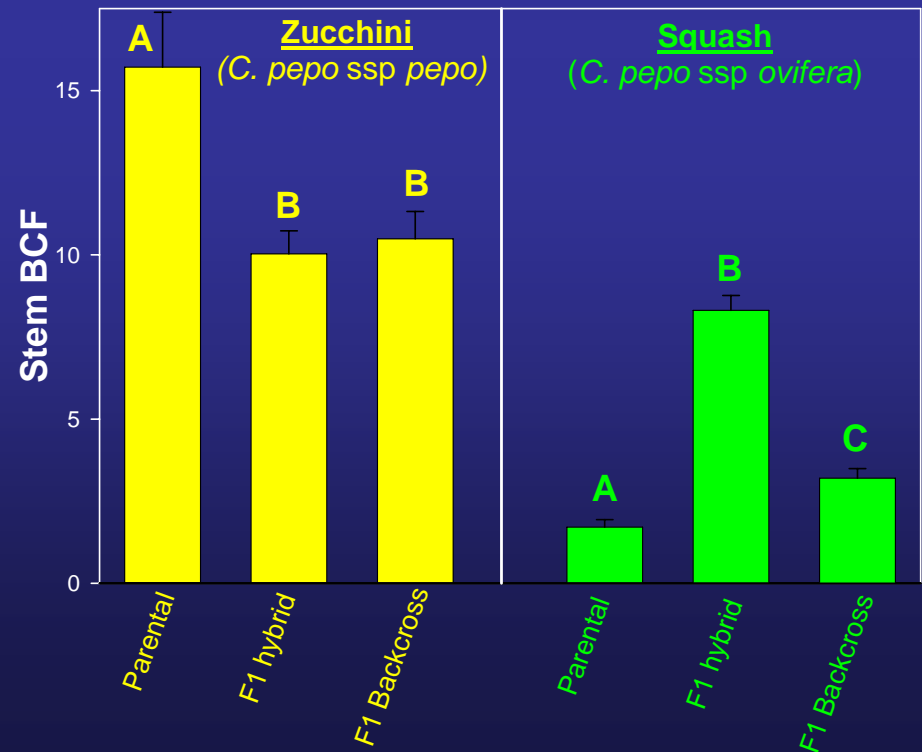 Zucchini
(C. pepo ssp pepo)
Squash
(C. pepo ssp ovifera)
A
B
B
A
B
C
Stem BCF
15
10
5
0
Parental
F1 hybrid
F1 Backcross
Parental
F1 hybrid
F1 Backcross